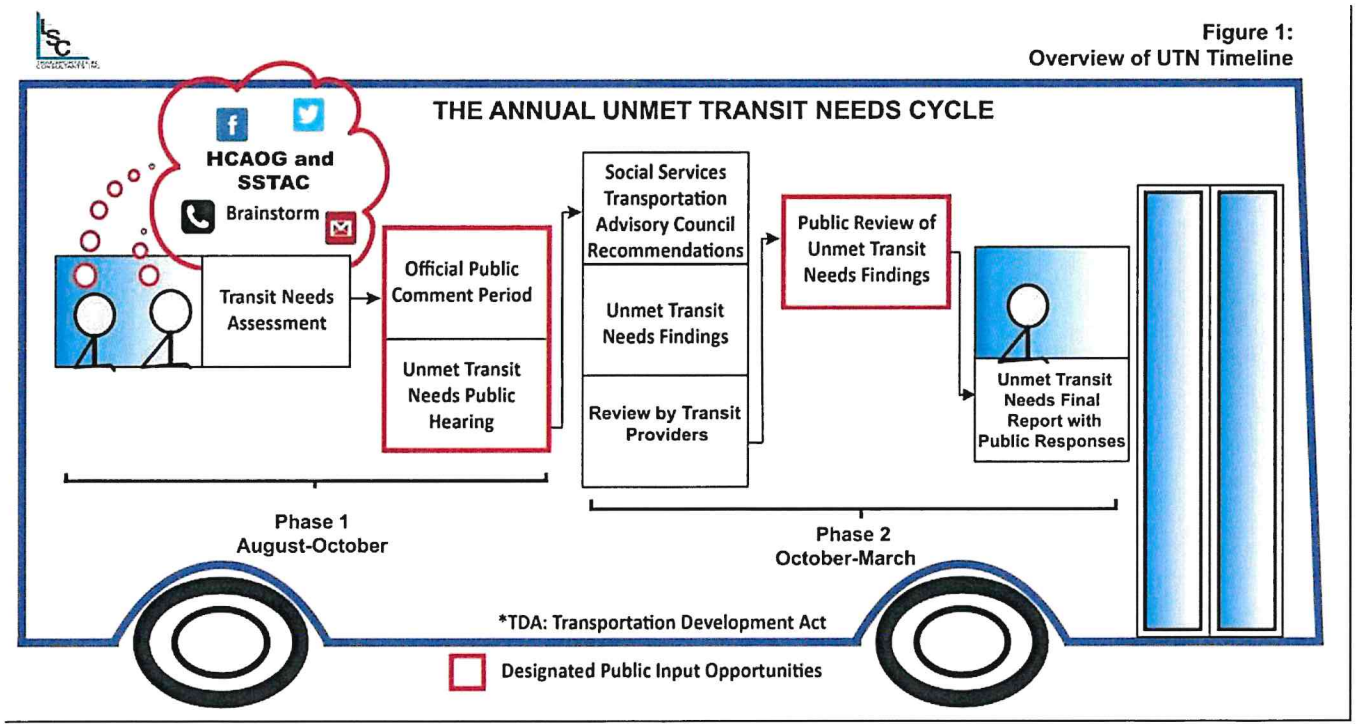 LSC
Figure 1:
Overview of UTN Timeline
THE ANNUAL UNMET TRANSIT NEEDS CYCLE
HCAOG and
SSTAC
Brainstorm
Transit Needs
Assessment
Official Public
Comment Period
Unmet Transit
Needs Public
Hearing
Social Services
Transportation
Advisory Council
Recommendations
Unmet Transit
Needs Findings
Review by Transit
Providers
Public Review of
Unmet Transit
Needs Findings
Unmet Transit
Needs Final
Report with
Public Responses
Phase 1
August-October
Phase 2
October-March
*TDA: Transportation Development Act
Designated Public Input Opportunities